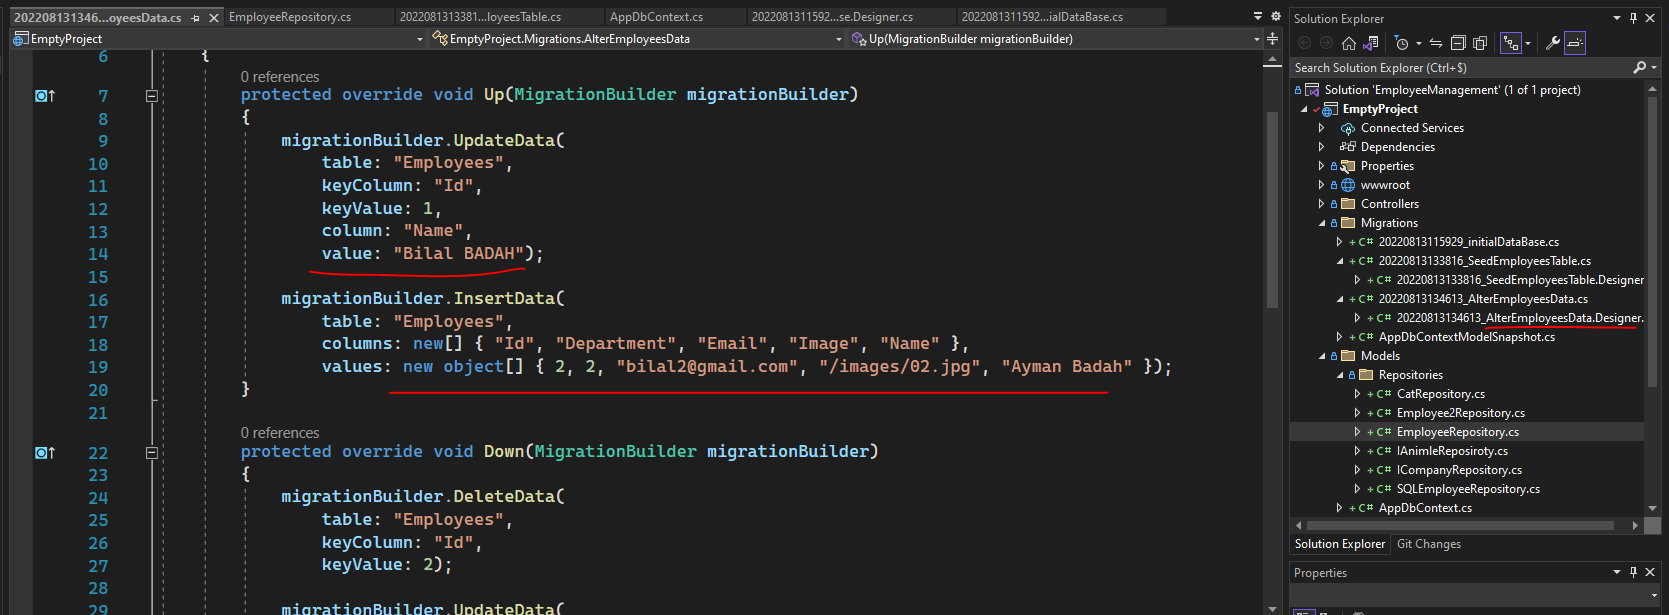 2022081313​46...oyeesData.cs
EmployeeRepository.cs
2022081313381...loyeesTable.cs
AppDbContext.cs
2022081311592...se.Designer.cs
2022081311592...ialDataBase.cs
EmptyProject
EmptyProject.Migrations.AlterEmployeesData
Up(MigrationBuilder migrationBuilder)
6 {
0 references
7 protected override void Up(MigrationBuilder migrationBuilder)
8 {
9 migrationBuilder.UpdateData(
10 table: "Employees",
11 keyColumn: "Id",
12 keyValue: 1,
13 column: "Name",
14 value: "Bilal BADAH");
15
16 migrationBuilder.InsertData(
17 table: "Employees",
18 columns: new[] { "Id", "Department", "Email", "Image", "Name" },
19 values: new object[] { 2, 2, "bilal2@gmail.com", "/images/02.jpg", "Ayman Badah" });
20 }
21
0 references
22 protected override void Down(MigrationBuilder migrationBuilder)
23 {
24 migrationBuilder.DeleteData(
25 table: "Employees",
26 keyColumn: "Id",
27 keyValue: 2);
28
29 migrationBuilder.UpdateData(
Solution Explorer
Search Solution Explorer (Ctrl+$)
Solution 'EmployeeManagement' (1 of 1 project)
EmptyProject
Connected Services
Dependencies
Properties
wwwroot
Controllers
Migrations
C# 20220813115929_initialDataBase.cs
C# 20220813133816_SeedEmployeesTable.cs
C# 20220813133816_SeedEmployeesTable.Designer
C# 20220813134613_AlterEmployeesData.cs
C# 20220813134613_AlterEmployeesData.Designer.
C# AppDbContextModelSnapshot.cs
Models
Repositories
C# CatRepository.cs
C# Employee2Repository.cs
C# EmployeeRepository.cs
C# IAnimleReposiroty.cs
C# ICompanyRepository.cs
C# SQLEmployeeRepository.cs
C# AppDbContext.cs
Solution Explorer
Git Changes
Properties